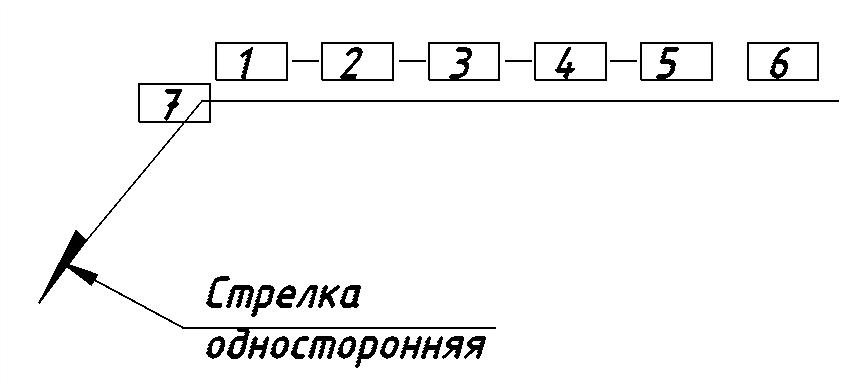 1 – 2 – 3 – 4 – 5 6
7
Стрелка
односторонняя